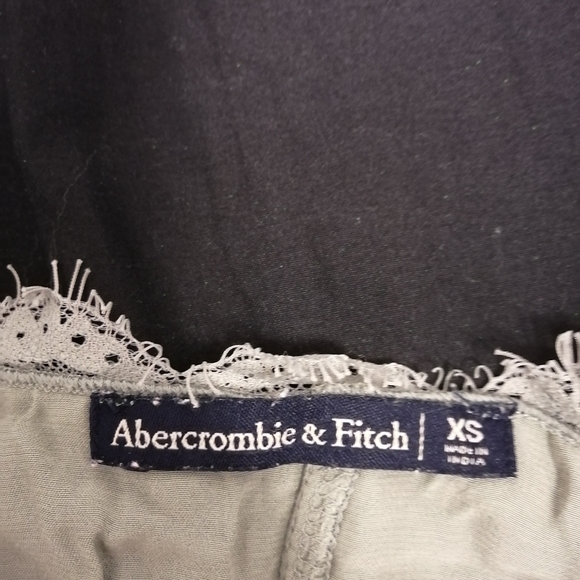 Abercrombie & Fitch | XS
MADE IN
INDIA